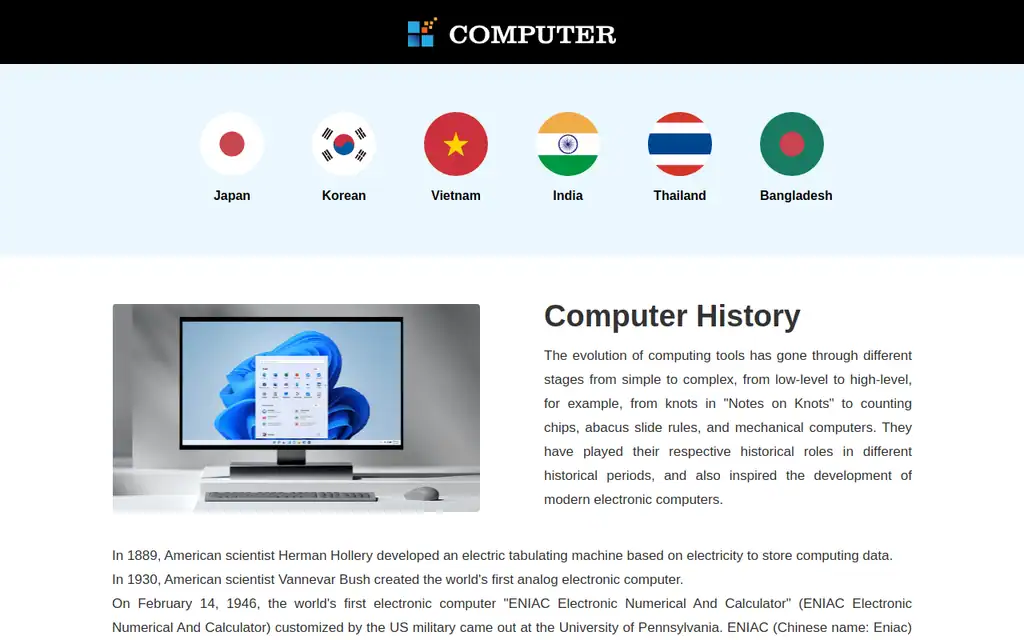 COMPUTER
Japan
Korean
Vietnam
India
Thailand
Bangladesh
Computer History
The evolution of computing tools has gone through different
stages from simple to complex, from low-level to high-level,
for example, from knots in "Notes on Knots" to counting
chips, abacus slide rules, and mechanical computers. They
have played their respective historical roles in different
historical periods, and also inspired the development of
modern electronic computers.
In 1889, American scientist Herman Hollery developed an electric tabulating machine based on electricity to store computing data.
In 1930, American scientist Vannevar Bush created the world's first analog electronic computer.
On February 14, 1946, the world's first electronic computer "ENIAC Electronic Numerical And Calculator" (ENIAC Electronic
Numerical And Calculator) customized by the US military came out at the University of Pennsylvania. ENIAC (Chinese name: Eniac)